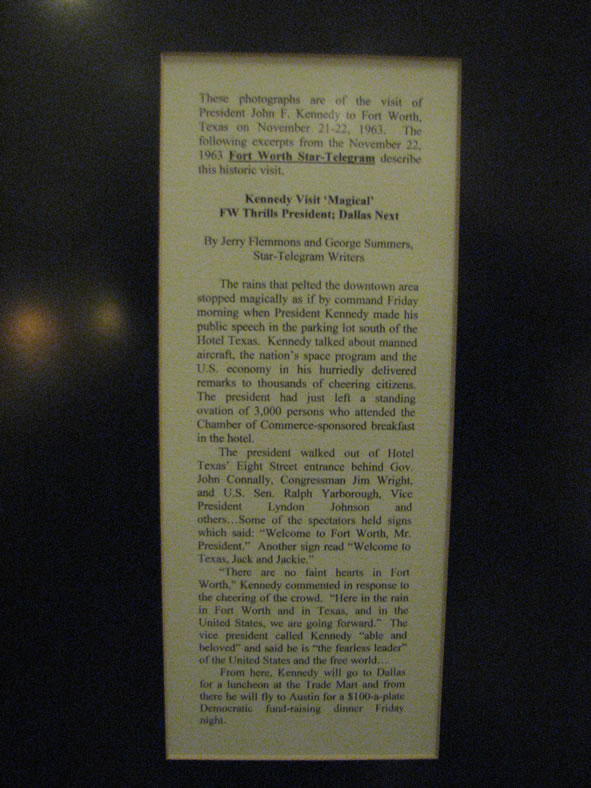 These photographs are of the visit of
President John F. Kennedy to Fort Worth,
Texas on November 21-22, 1963. The
following excerpts from the November 22,
1963 Fort Worth Star-Telegram describe
this historic visit.
Kennedy Visit 'Magical'
FW Thrills President; Dallas Next
By Jerry Flemmons and George Summers,
Star-Telegram Writers
The rains that pelted the downtown area
stopped magically as if by command Friday
morning when President Kennedy made his
public speech in the parking lot south of the
Hotel Texas. Kennedy talked about manned
aircraft, the nation's space program and the
U.S. economy in his hurriedly delivered
remarks to thousands of cheering citizens.
The president had just left a standing
ovation of 3,000 persons who attended the
Chamber of Commerce-sponsored breakfast
in the hotel.
The president walked out of Hotel
Texas' Eight Street entrance behind Gov.
John Connally, Congressman Jim Wright,
and U.S. Sen. Ralph Yarborough, Vice
President Lyndon Johnson and
others...Some of the spectators held signs
which said: "Welcome to Fort Worth, Mr.
President." Another sign read "Welcome to
Texas, Jack and Jackie."
"There are no faint hearts in Fort
Worth," Kennedy commented in response to
the cheering of the crowd. "Here in the rain
in Fort Worth and in Texas, and in the
United States, we are going forward." The
vice president called Kennedy "able and
beloved" and said he is "the fearless leader"
of the United States and the free world....
From here, Kennedy will go to Dallas
for a luncheon at the Trade Mart and from
there he will fly to Austin for a $100-a-plate
Democratic fund-raising dinner Friday
night.